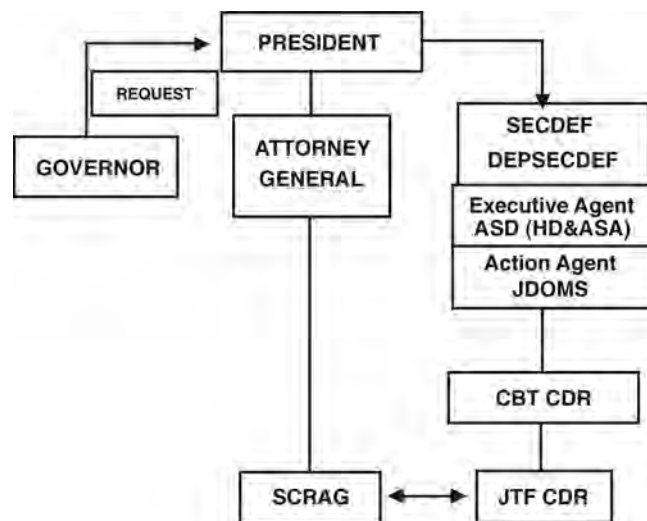 PRESIDENT
REQUEST
GOVERNOR
ATTORNEY
GENERAL
SECDEF
DEPSECDEF
Executive Agent
ASD (HD&ASA)
Action Agent
JDOMS
CBT CDR
SCRAG
JTF CDR